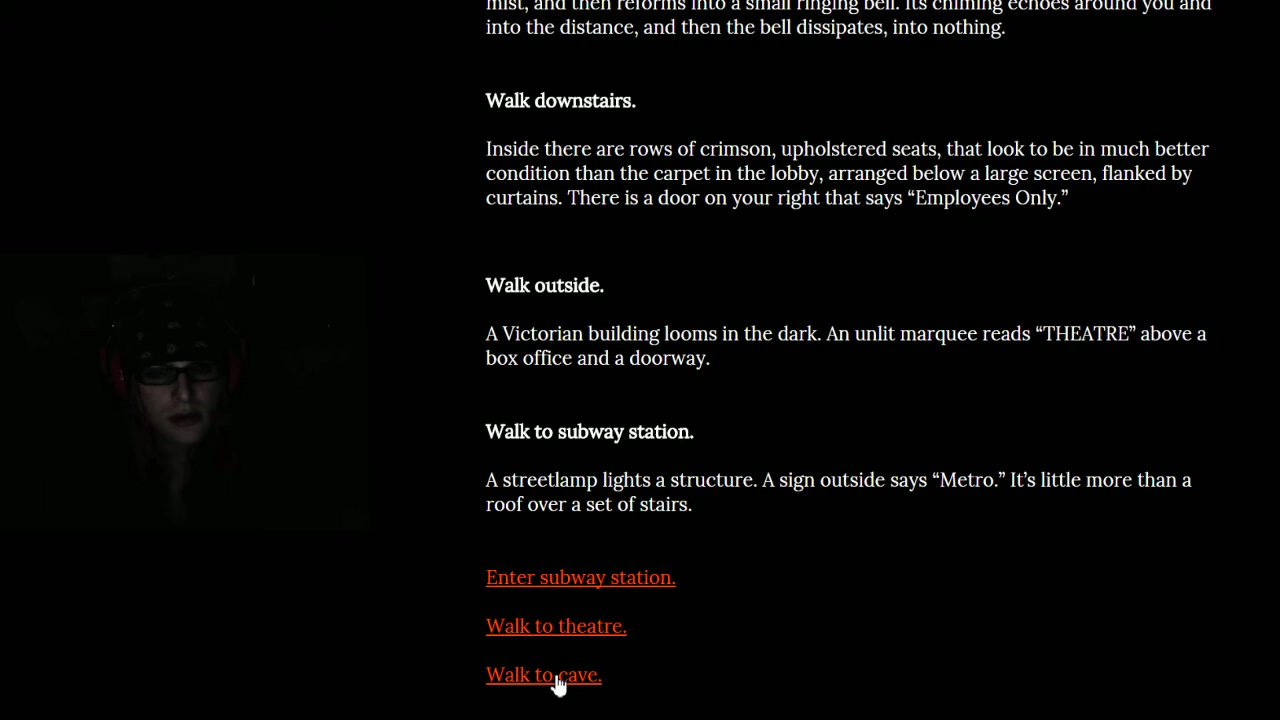 mist, and then reforms into a small ringing bell. Its chiming echoes around you and
into the distance, and then the bell dissipates, into nothing.
Walk downstairs.
Inside there are rows of crimson, upholstered seats, that look to be in much better
condition than the carpet in the lobby, arranged below a large screen, flanked by
curtains. There is a door on your right that says “Employees Only.”
Walk outside.
A Victorian building looms in the dark. An unlit marquee reads “THEATRE” above a
box office and a doorway.
Walk to subway station.
A streetlamp lights a structure. A sign outside says “Metro.” It’s little more than a
roof over a set of stairs.
Enter subway station.
Walk to theatre.
Walk to cave.